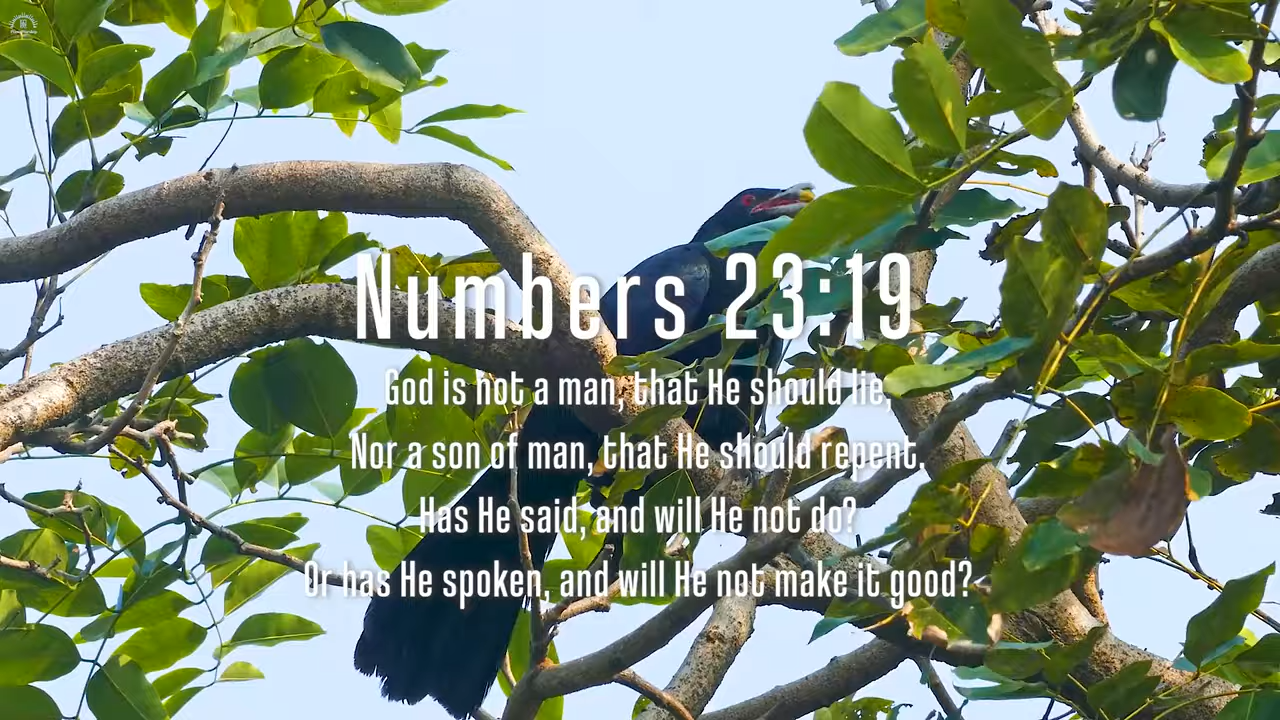 Numbers 23:19
God is not a man, that He should lie,
Nor a son of man, that He should repent.
Has He said, and will He not do?
Or has He spoken, and will He not make it good?